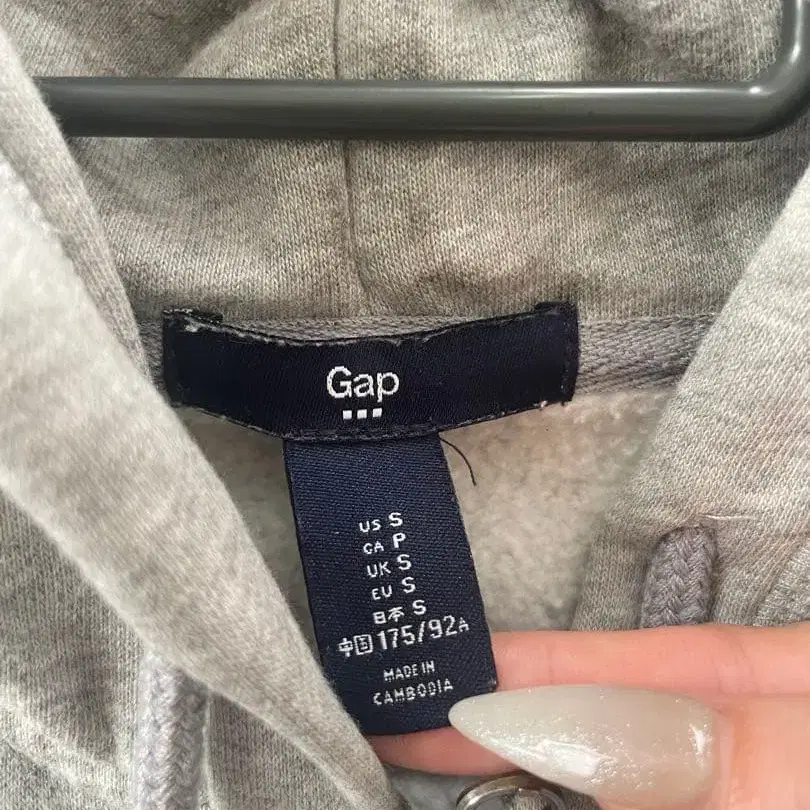 Gap
US S
CA P
UK S
EU S
日本 S
中国 175/92A
MADE IN
CAMBODIA